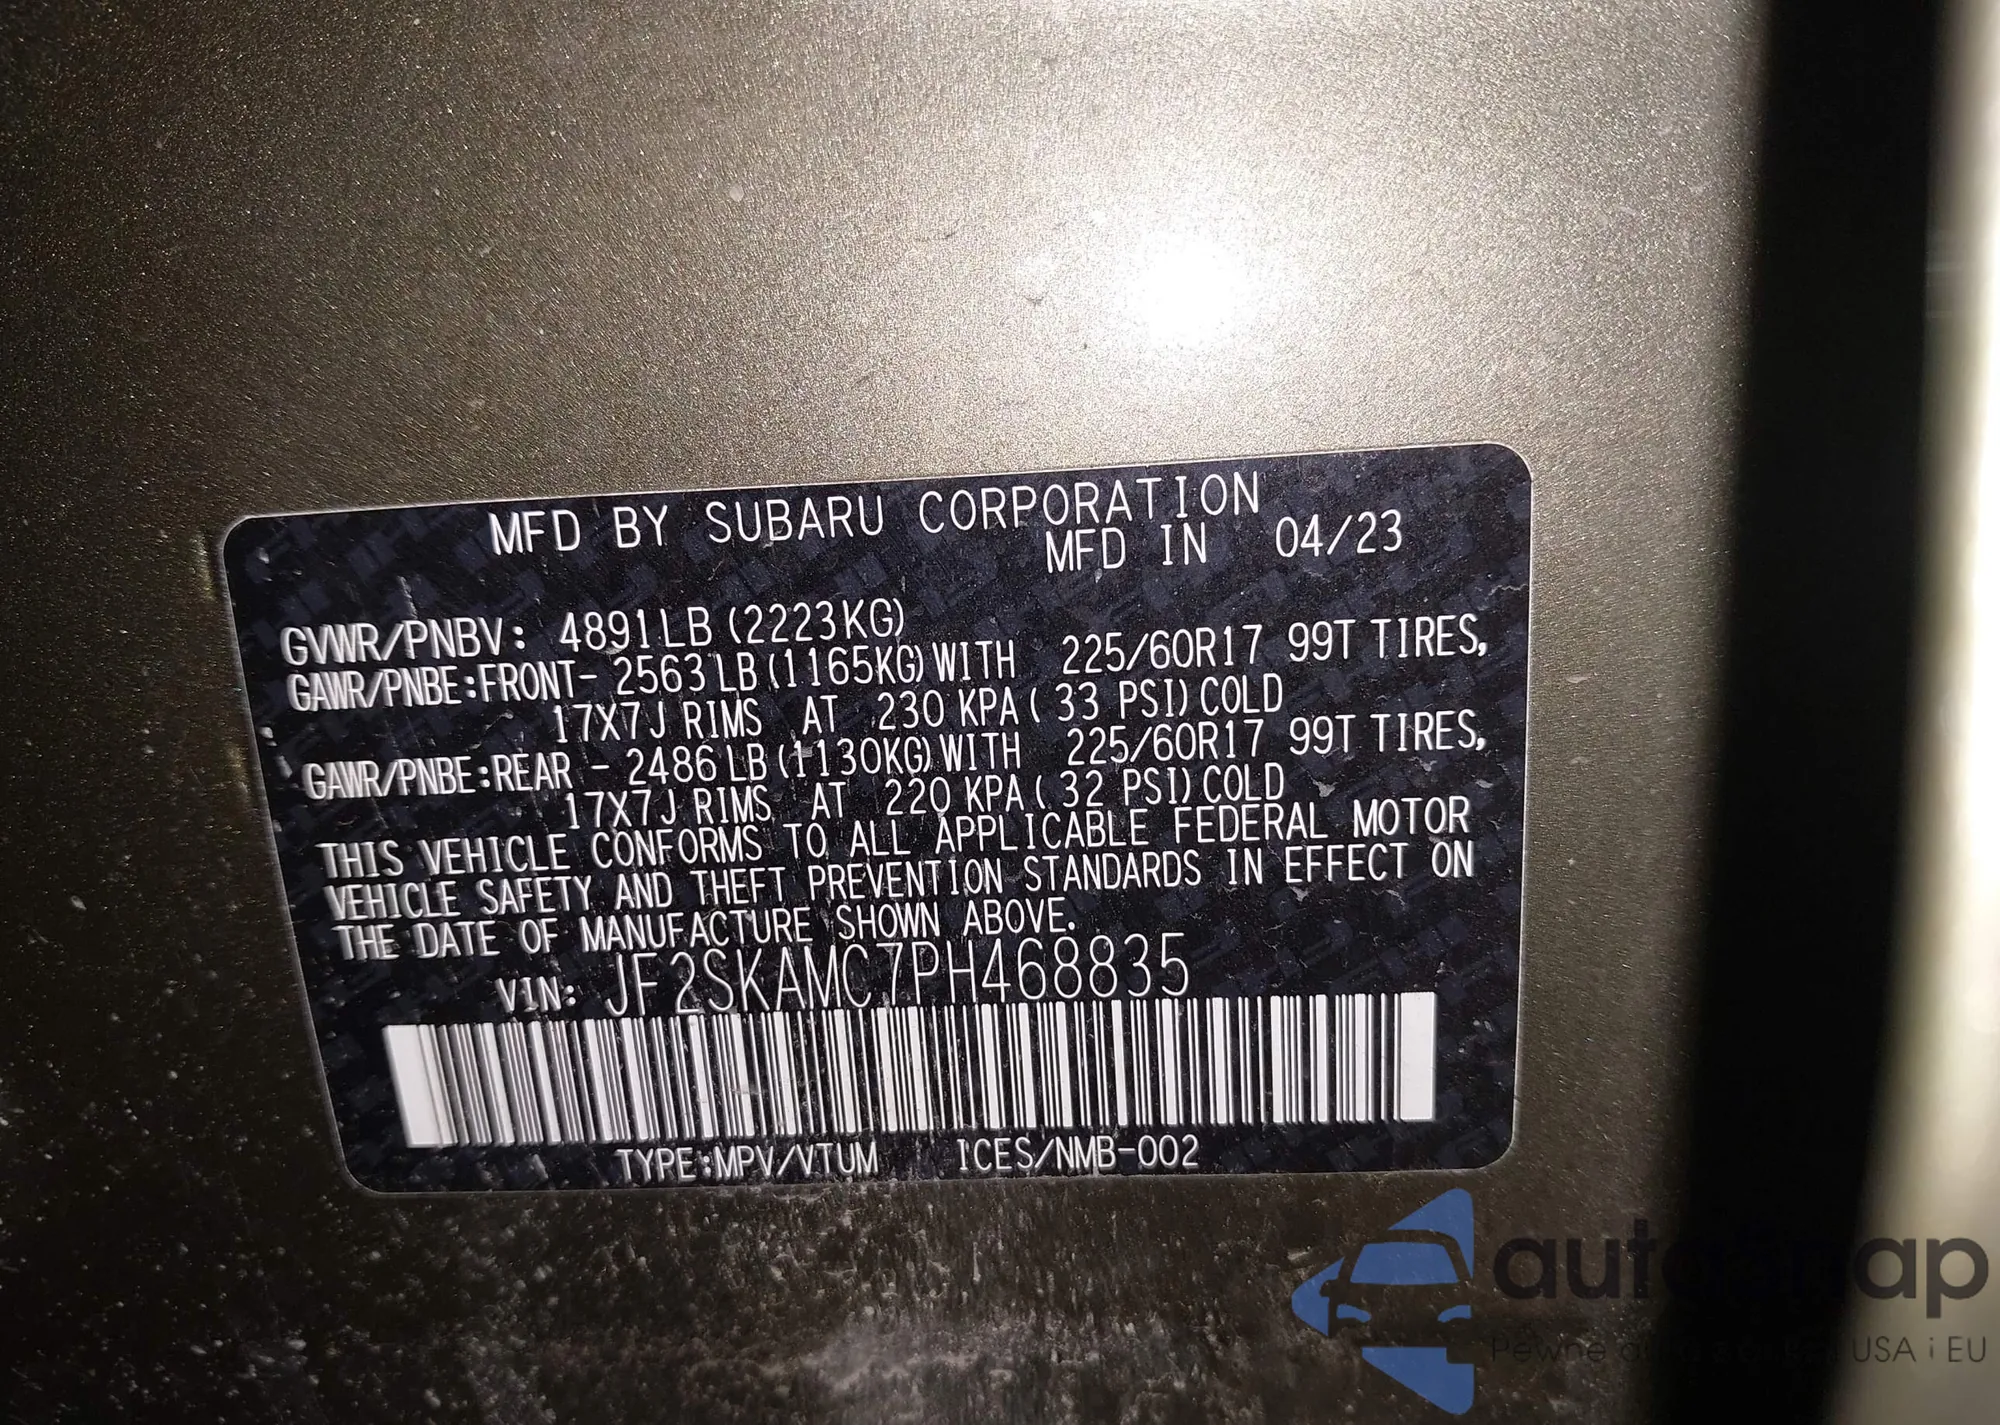 MFD BY SUBARU CORPORATION
MFD IN 04/23
GVWR/PNBV: 4891LB (2223KG)
GAWR/PNBE:FRONT- 2563LB(1165KG)WITH 225/60R17 99T TIRES,
17X7J RIMS AT 230 KPA( 33 PSI)COLD
GAWR/PNBE:REAR - 2486LB(1130KG)WITH 225/60R17 99T TIRES,
17X7J RIMS AT 220 KPA( 32 PSI)COLD
THIS VEHICLE CONFORMS TO ALL APPLICABLE FEDERAL MOTOR
VEHICLE SAFETY AND THEFT PREVENTION STANDARDS IN EFFECT ON
THE DATE OF MANUFACTURE SHOWN ABOVE.
VIN: JF2SKAMC7PH468835
TYPE:MPV/VTUM ICES/NMB-002
Pewne USA i EU